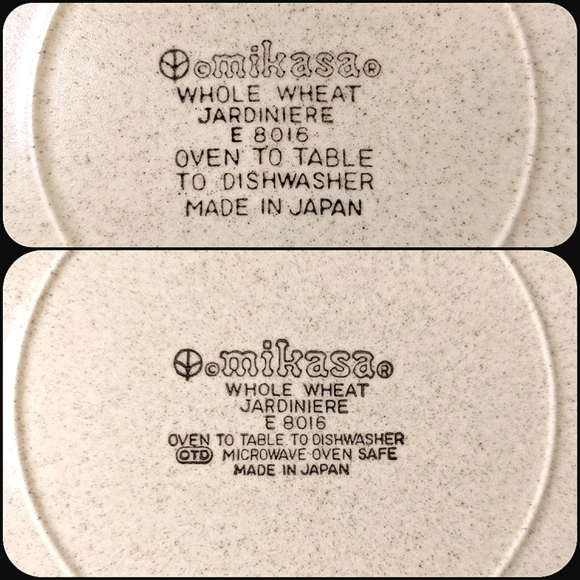 ©mikasa®
WHOLE WHEAT
JARDINIERE
E 8016
OVEN TO TABLE
TO DISHWASHER
MADE IN JAPAN
©mikasa®
WHOLE WHEAT
JARDINIERE
E 8016
OVEN TO TABLE TO DISHWASHER
OTD MICROWAVE OVEN SAFE
MADE IN JAPAN